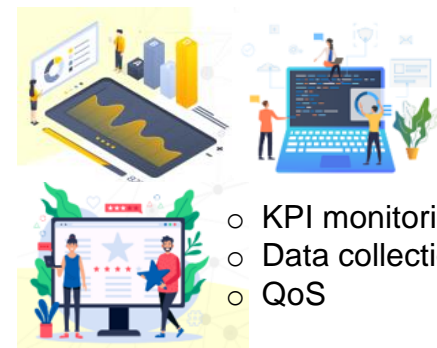 ○ KPI monitori
○ Data collecti
○ QoS